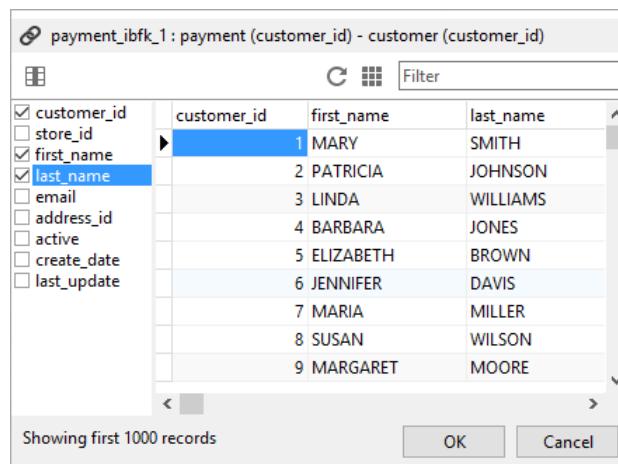 payment_ibfk_1 : payment (customer_id) - customer (customer_id)
Filter
customer_id
store_id
first_name
last_name
email
address_id
active
create_date
last_update
customer_id first_name last_name
1 MARY SMITH
2 PATRICIA JOHNSON
3 LINDA WILLIAMS
4 BARBARA JONES
5 ELIZABETH BROWN
6 JENNIFER DAVIS
7 MARIA MILLER
8 SUSAN WILSON
9 MARGARET MOORE
Showing first 1000 records
OK Cancel